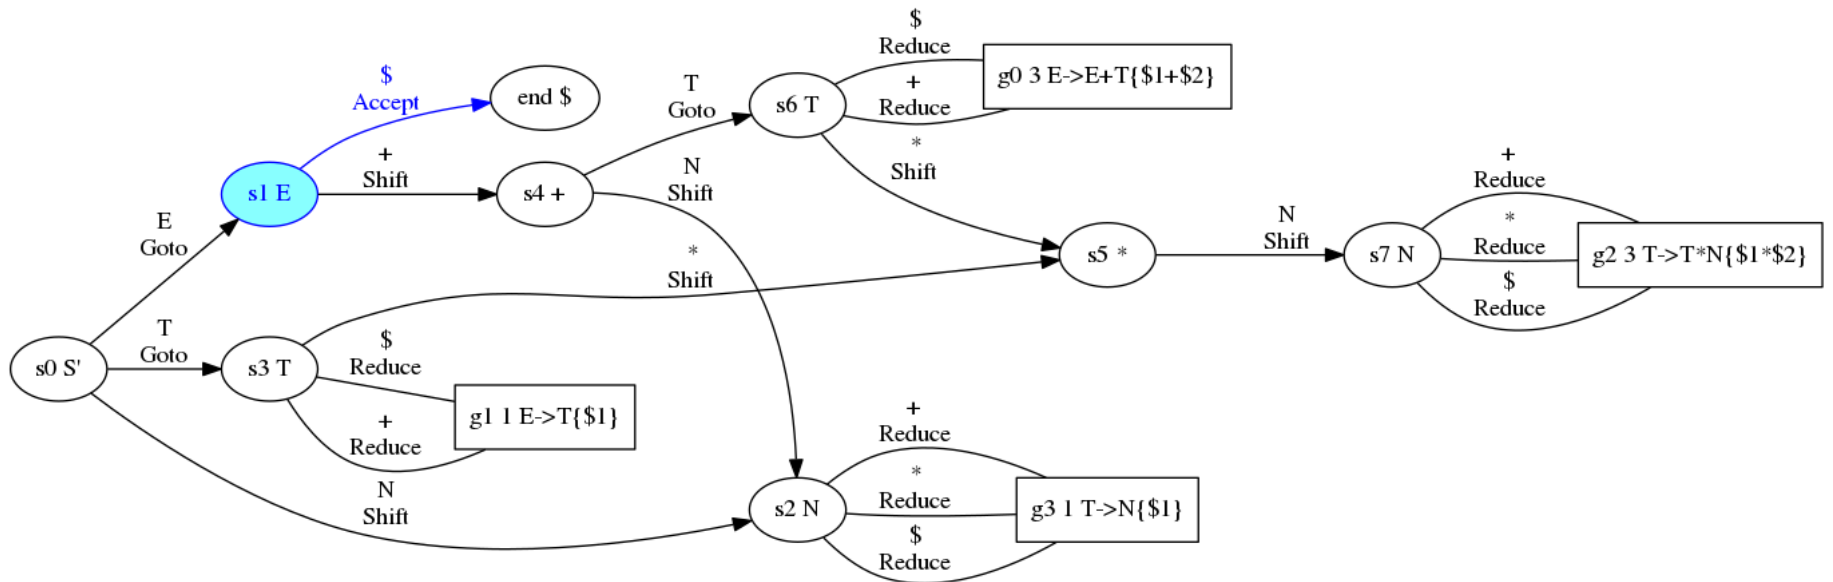 $
Reduce
g0 3 E->E+T{$1+$2}
+
Reduce
$
Accept
end $
T
Goto
s6 T
*
Shift
+
Shift
s1 E
s4 +
N
Shift
+
Reduce
E
Goto
*
Shift
s5 *
N
Shift
s7 N
*
Reduce
g2 3 T->T*N{$1*$2}
$
Reduce
s0 S'
T
Goto
s3 T
$
Reduce
g1 1 E->T{$1}
+
Reduce
+
Reduce
N
Shift
s2 N
*
Reduce
g3 1 T->N{$1}
$
Reduce